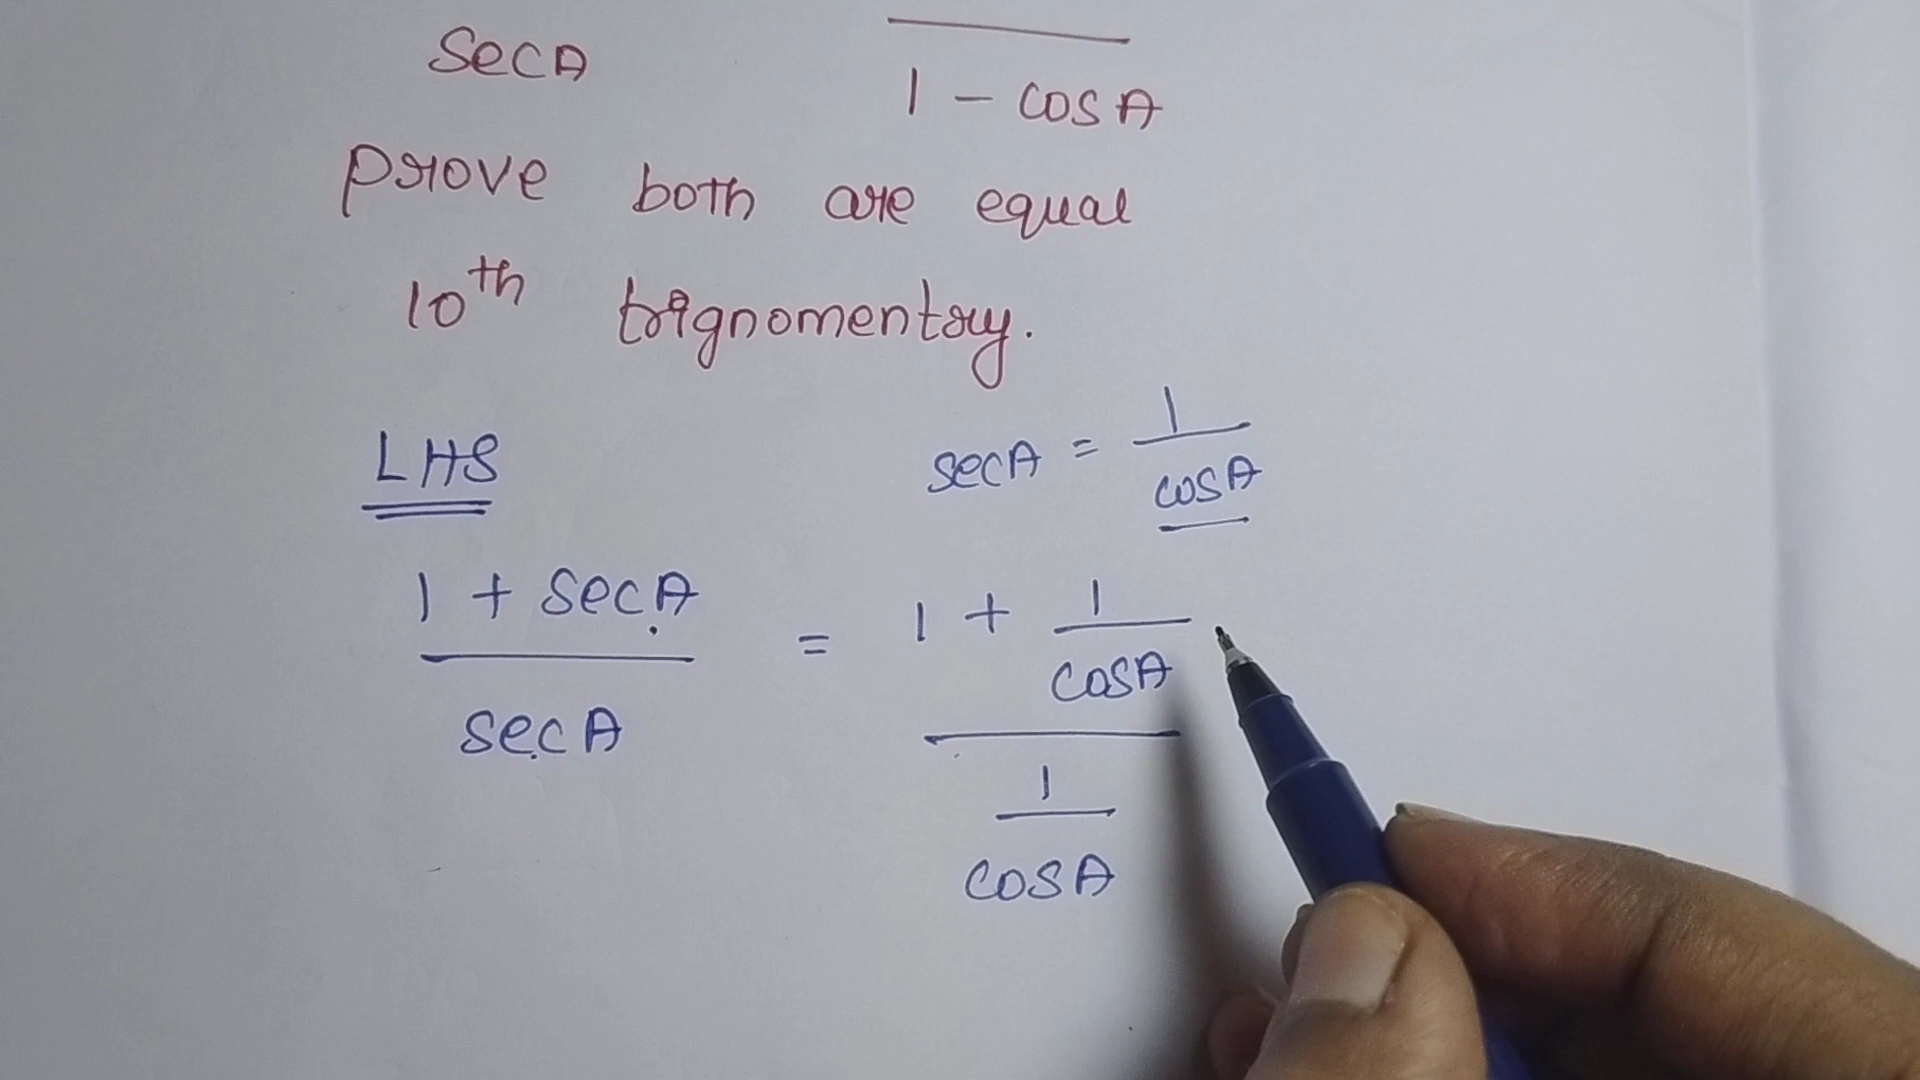 secA / 1 - cosA
prove both are equal
10th trignomentory.
LHS
secA = 1/cosA
(1 + secA)/secA = (1 + 1/cosA)/(1/cosA)